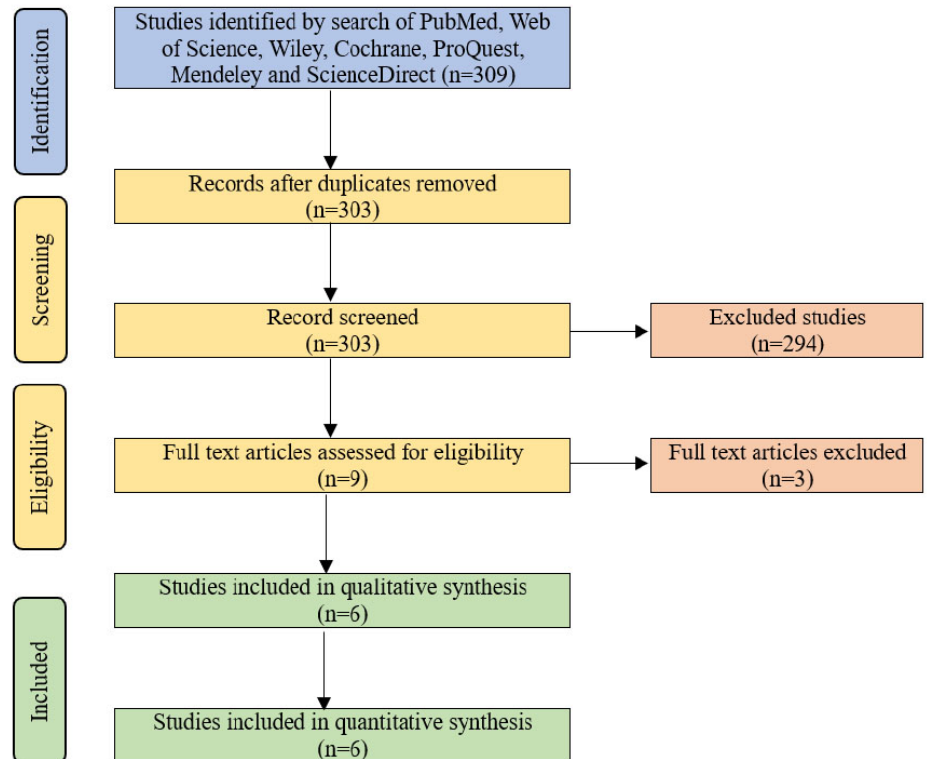 Identification
Studies identified by search of PubMed, Web
of Science, Wiley, Cochrane, ProQuest,
Mendeley and ScienceDirect (n=309)
Records after duplicates removed
(n=303)
Screening
Record screened
(n=303)
Excluded studies
(n=294)
Eligibility
Full text articles assessed for eligibility
(n=9)
Full text articles excluded
(n=3)
Included
Studies included in qualitative synthesis
(n=6)
Studies included in quantitative synthesis
(n=6)